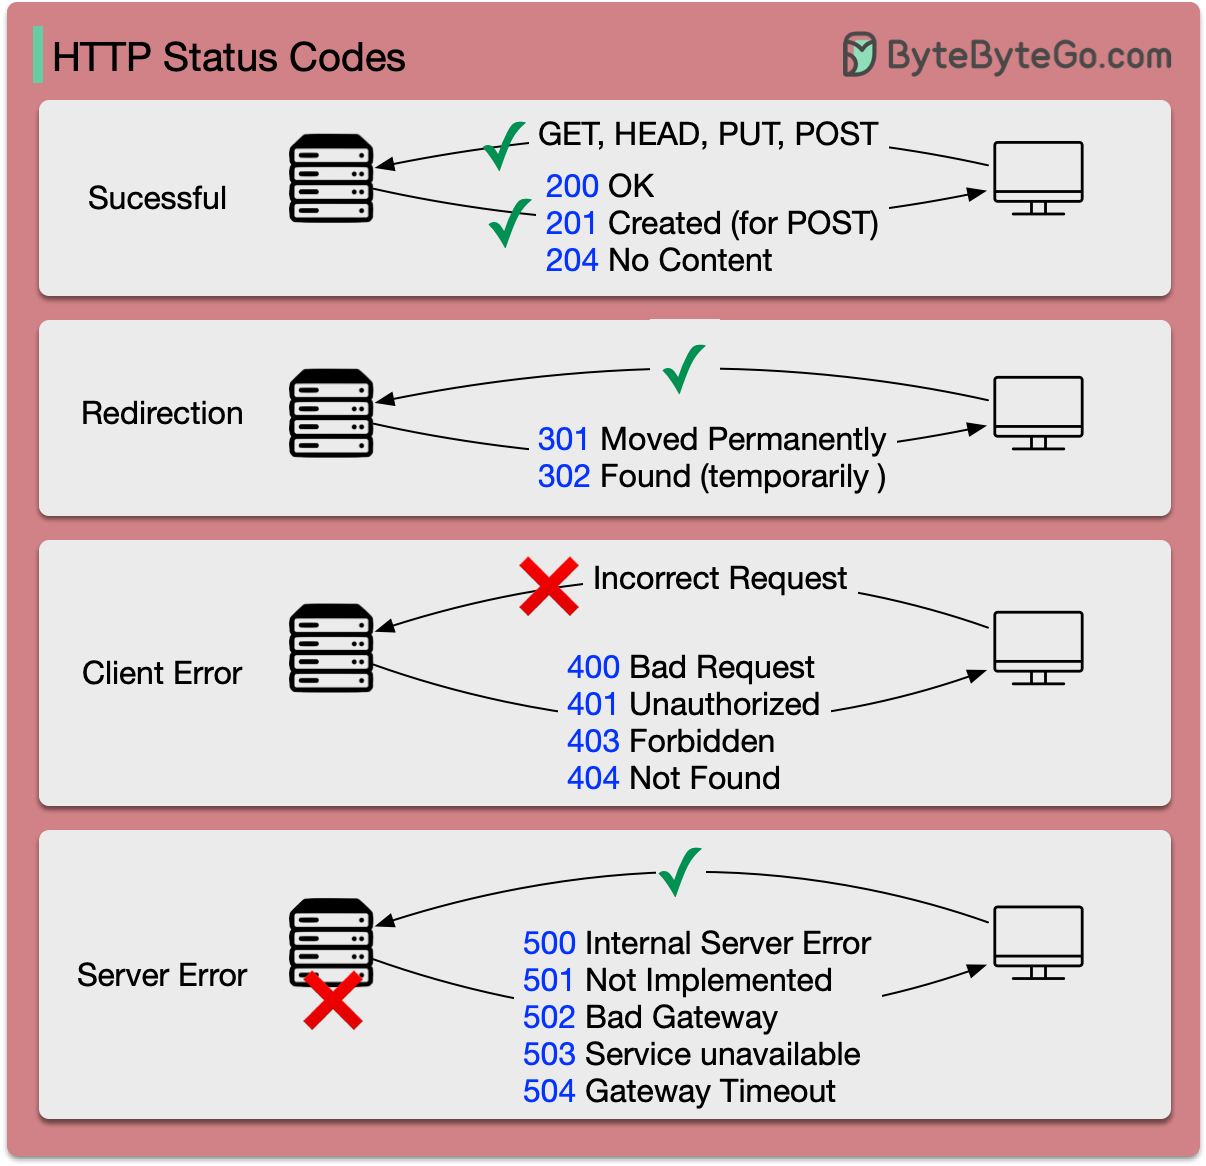 HTTP Status Codes
ByteByteGo.com
GET, HEAD, PUT, POST
Sucessful
200 OK
201 Created (for POST)
204 No Content
Redirection
301 Moved Permanently
302 Found (temporarily )
Incorrect Request
Client Error
400 Bad Request
401 Unauthorized
403 Forbidden
404 Not Found
Server Error
500 Internal Server Error
501 Not Implemented
502 Bad Gateway
503 Service unavailable
504 Gateway Timeout